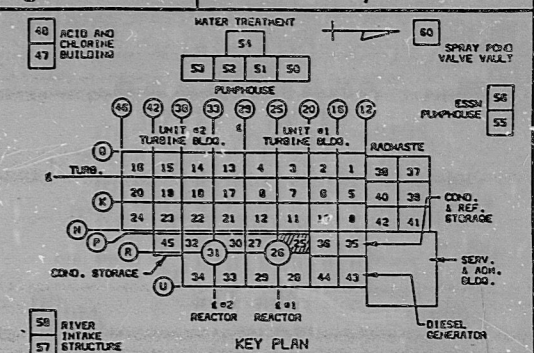 WATER TREATMENT
48 ACID AND
CHLORINE
47 BUILDING
54
53 52 51 50
PUMPHOUSE
60
SPRAY POND
VALVE VAULT
ESSW
PUMPHOUSE
56
55
46 42 38 33 29 25 20 16 12
UNIT #2
TURBINE BLDG.
UNIT #1
TURBINE BLDG.
RADWASTE
G
TURB.
16 15 14 13 4 3 2 1 38 37
K
20 19 18 17 8 7 6 5 40 39
24 23 22 21 12 11 10 9 42 41
COND.
& REF.
STORAGE
N
P
R
45 32 31 30 27 26 25 36 35
COND. STORAGE
SERV.
& ADM.
BLDG.
U
34 33 29 28 44 43
#2
REACTOR
#1
REACTOR
DIESEL
GENERATOR
58 RIVER
INTAKE
57 STRUCTURE
KEY PLAN